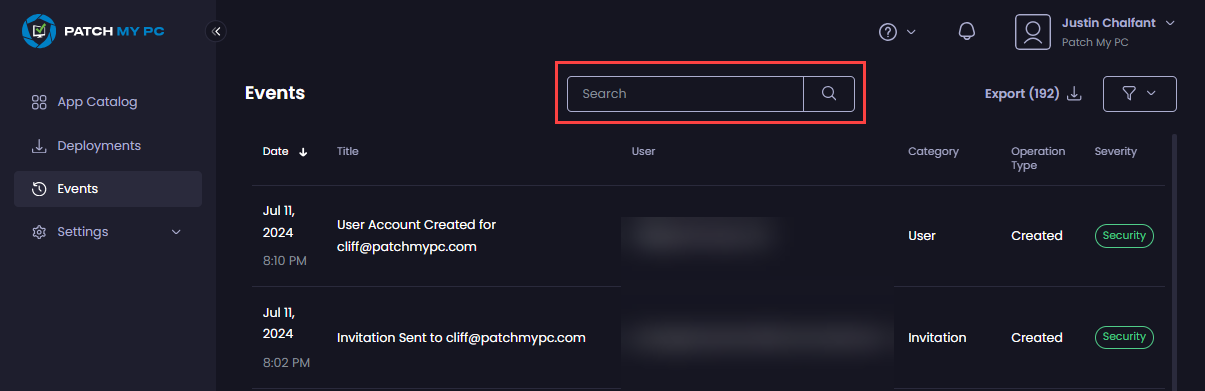 PATCH MY PC
Justin Chalfant
Patch My PC
App Catalog
Deployments
Events
Settings
Events
Search
Export (192)
Date Title User Category Operation Type Severity
Jul 11, 2024
8:10 PM
User Account Created for
cliff@patchmypc.com
User Created Security
Jul 11, 2024
8:02 PM
Invitation Sent to cliff@patchmypc.com
Invitation Created Security